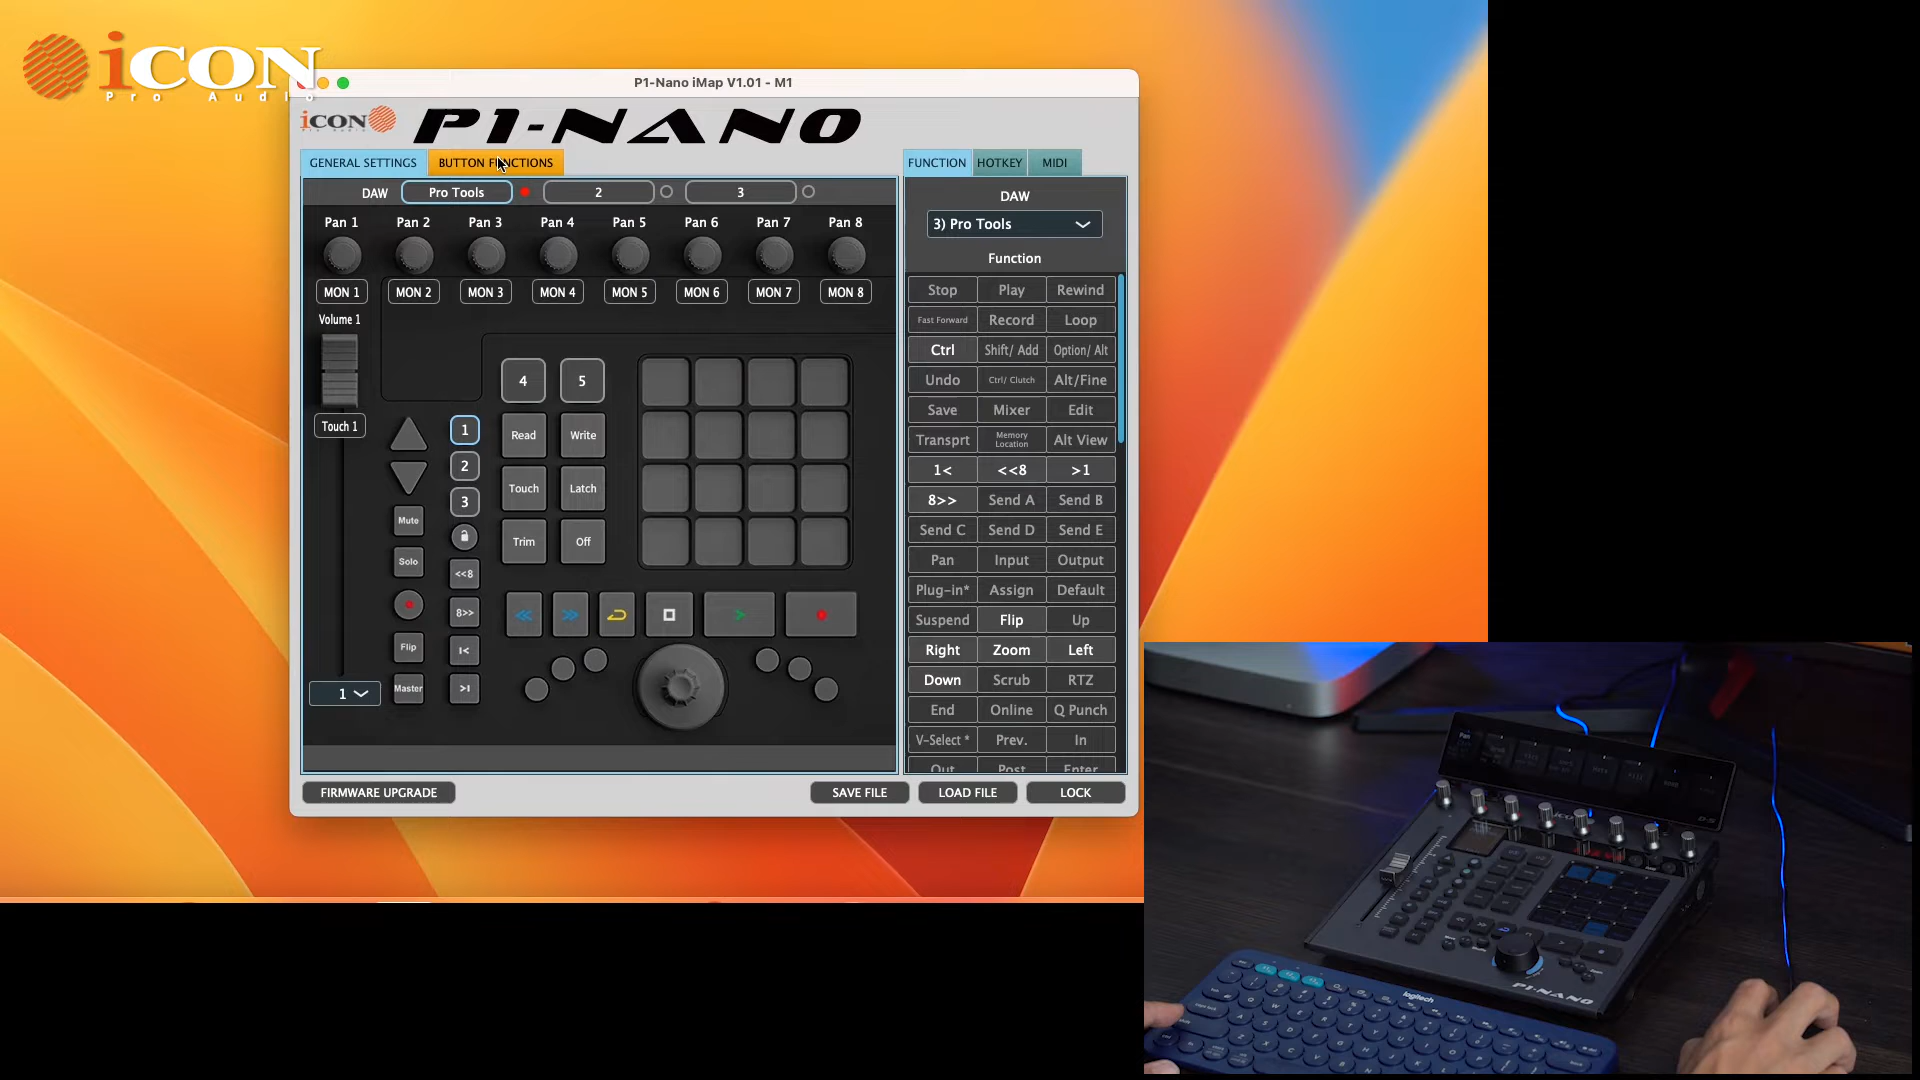 iCON
Pro Audio
P1-Nano iMap V1.01 - M1
iCON P1-NANO
GENERAL SETTINGS BUTTON FUNCTIONS FUNCTION HOTKEY MIDI
DAW Pro Tools 2 3
DAW
3) Pro Tools
Function
Pan 1 Pan 2 Pan 3 Pan 4 Pan 5 Pan 6 Pan 7 Pan 8
MON 1 MON 2 MON 3 MON 4 MON 5 MON 6 MON 7 MON 8
Volume 1
Touch 1
1
Mute
Solo
Flip
Master
1
2
3
<<8
8>>
I<
>I
4 5
Read Write
Touch Latch
Trim Off
Stop Play Rewind
Fast Forward Record Loop
Ctrl Shift/ Add Option/ Alt
Undo Ctrl/ Clutch Alt/Fine
Save Mixer Edit
Transprt Memory Location Alt View
1< <<8 >1
8>> Send A Send B
Send C Send D Send E
Pan Input Output
Plug-in* Assign Default
Suspend Flip Up
Right Zoom Left
Down Scrub RTZ
End Online Q Punch
V-Select * Prev. In
Out Post Enter
FIRMWARE UPGRADE SAVE FILE LOAD FILE LOCK
P1-NANO
logitech